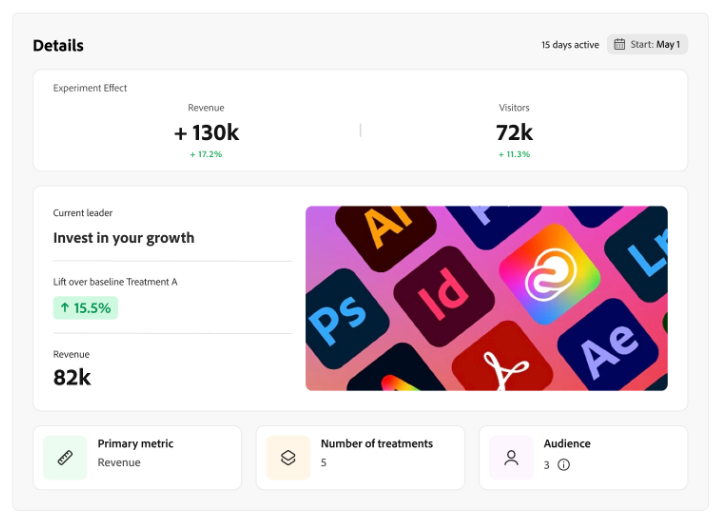 Details
15 days active
Start: May 1
Experiment Effect
Revenue
Visitors
+ 130k
72k
+ 17.2%
+ 11.3%
Current leader
Invest in your growth
Lift over baseline Treatment A
↑ 15.5%
Revenue
82k
Ai
Lr
Id
Ps
Ae
Primary metric
Revenue
Number of treatments
5
Audience
3